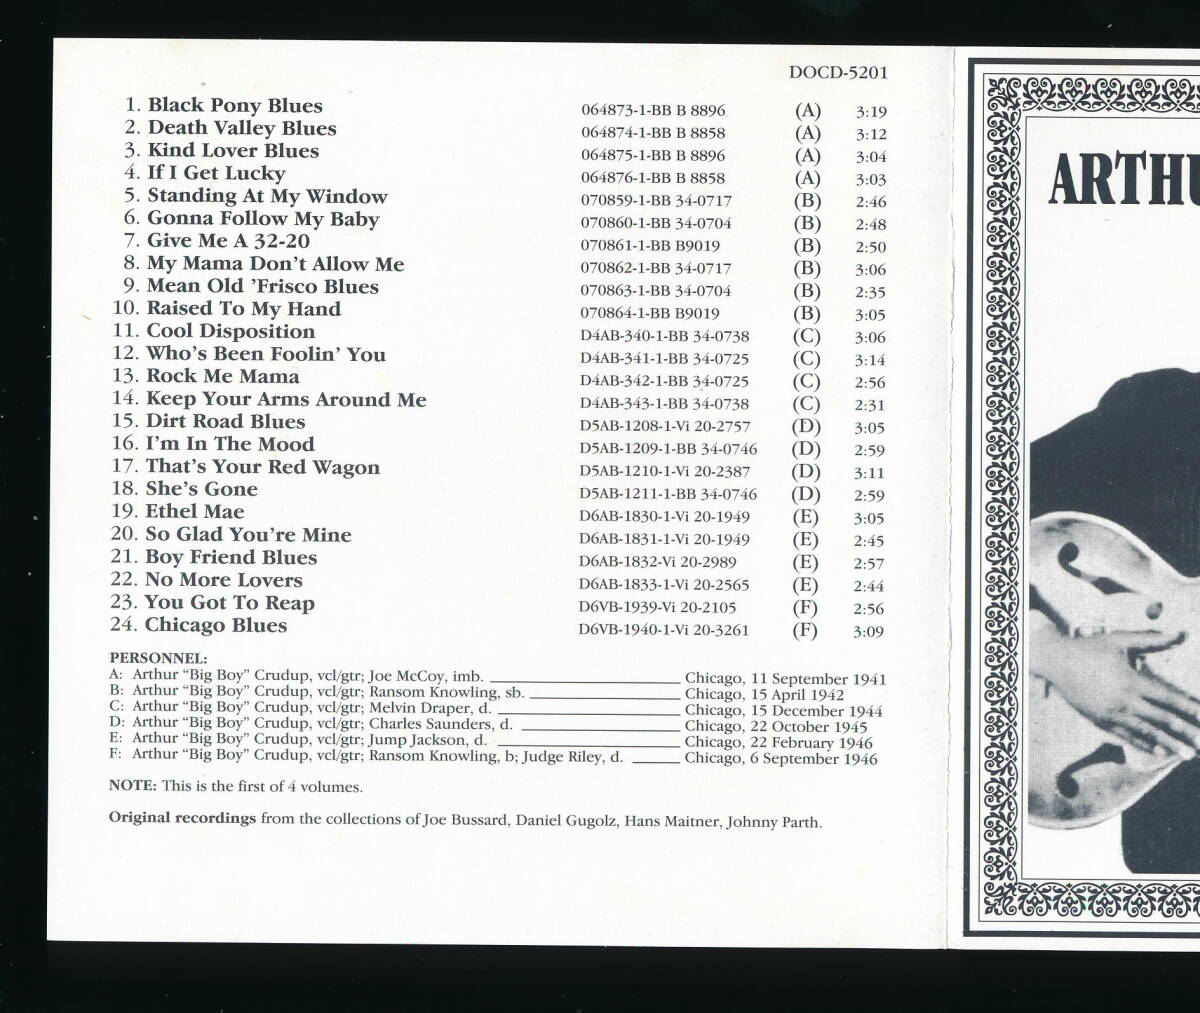 DOCD-5201
1. Black Pony Blues 064873-1-BB B 8896 (A) 3:19
2. Death Valley Blues 064874-1-BB B 8858 (A) 3:12
3. Kind Lover Blues 064875-1-BB B 8896 (A) 3:04
4. If I Get Lucky 064876-1-BB B 8858 (A) 3:03
5. Standing At My Window 070859-1-BB 34-0717 (B) 2:46
6. Gonna Follow My Baby 070860-1-BB 34-0704 (B) 2:48
7. Give Me A 32-20 070861-1-BB B9019 (B) 2:50
8. My Mama Don't Allow Me 070862-1-BB 34-0717 (B) 3:06
9. Mean Old 'Frisco Blues 070863-1-BB 34-0704 (B) 2:35
10. Raised To My Hand 070864-1-BB B9019 (B) 3:05
11. Cool Disposition D4AB-340-1-BB 34-0738 (C) 3:06
12. Who's Been Foolin' You D4AB-341-1-BB 34-0725 (C) 3:14
13. Rock Me Mama D4AB-342-1-BB 34-0725 (C) 2:56
14. Keep Your Arms Around Me D4AB-343-1-BB 34-0738 (C) 2:31
15. Dirt Road Blues D5AB-1208-1-Vi 20-2757 (D) 3:05
16. I'm In The Mood D5AB-1209-1-BB 34-0746 (D) 2:59
17. That's Your Red Wagon D5AB-1210-1-Vi 20-2387 (D) 3:11
18. She's Gone D5AB-1211-1-BB 34-0746 (D) 2:59
19. Ethel Mae D6AB-1830-1-Vi 20-1949 (E) 3:05
20. So Glad You're Mine D6AB-1831-1-Vi 20-1949 (E) 2:45
21. Boy Friend Blues D6AB-1832-Vi 20-2989 (E) 2:57
22. No More Lovers D6AB-1833-1-Vi 20-2565 (E) 2:44
23. You Got To Reap D6VB-1939-Vi 20-2105 (F) 2:56
24. Chicago Blues D6VB-1940-1-Vi 20-3261 (F) 3:09
PERSONNEL:
A: Arthur “Big Boy” Crudup, vcl/gtr; Joe McCoy, imb. Chicago, 11 September 1941
B: Arthur “Big Boy” Crudup, vcl/gtr; Ransom Knowling, sb. Chicago, 15 April 1942
C: Arthur “Big Boy” Crudup, vcl/gtr; Melvin Draper, d. Chicago, 15 December 1944
D: Arthur “Big Boy” Crudup, vcl/gtr; Charles Saunders, d. Chicago, 22 October 1945
E: Arthur “Big Boy” Crudup, vcl/gtr; Jump Jackson, d. Chicago, 22 February 1946
F: Arthur “Big Boy” Crudup, vcl/gtr; Ransom Knowling, b; Judge Riley, d. Chicago, 6 September 1946
NOTE: This is the first of 4 volumes.
Original recordings from the collections of Joe Bussard, Daniel Gugolz, Hans Maitner, Johnny Parth.
ARTHU